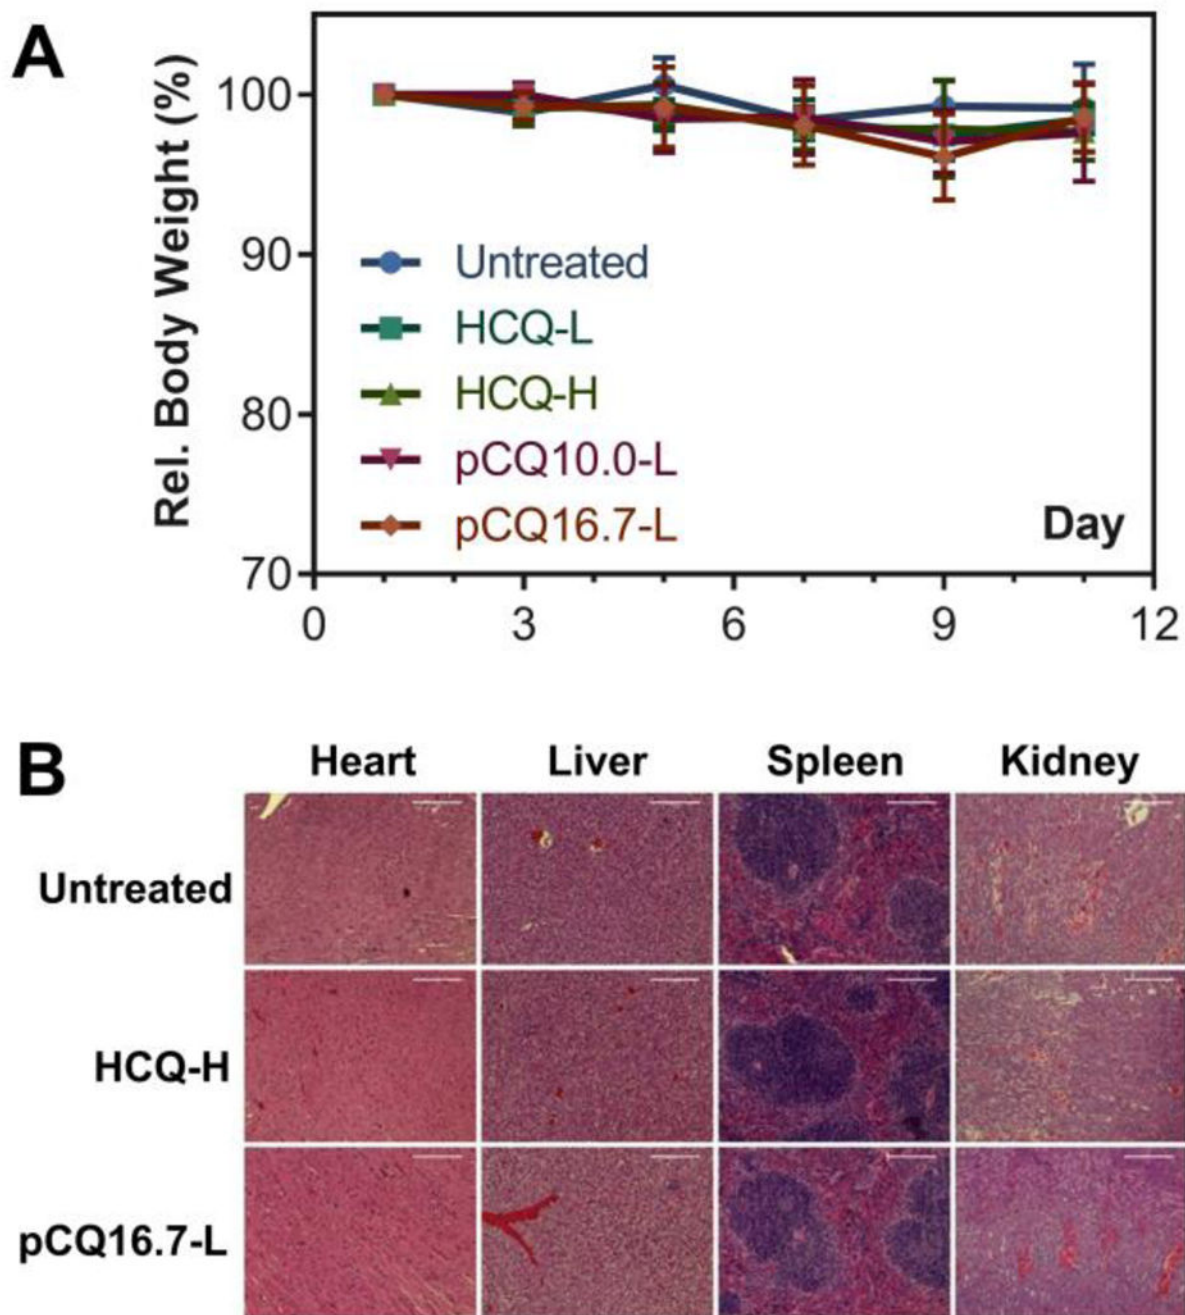 A
Rel. Body Weight (%)
100
90
80
70
Untreated
HCQ-L
HCQ-H
pCQ10.0-L
pCQ16.7-L
Day
0 3 6 9 12
B
Heart Liver Spleen Kidney
Untreated
HCQ-H
pCQ16.7-L